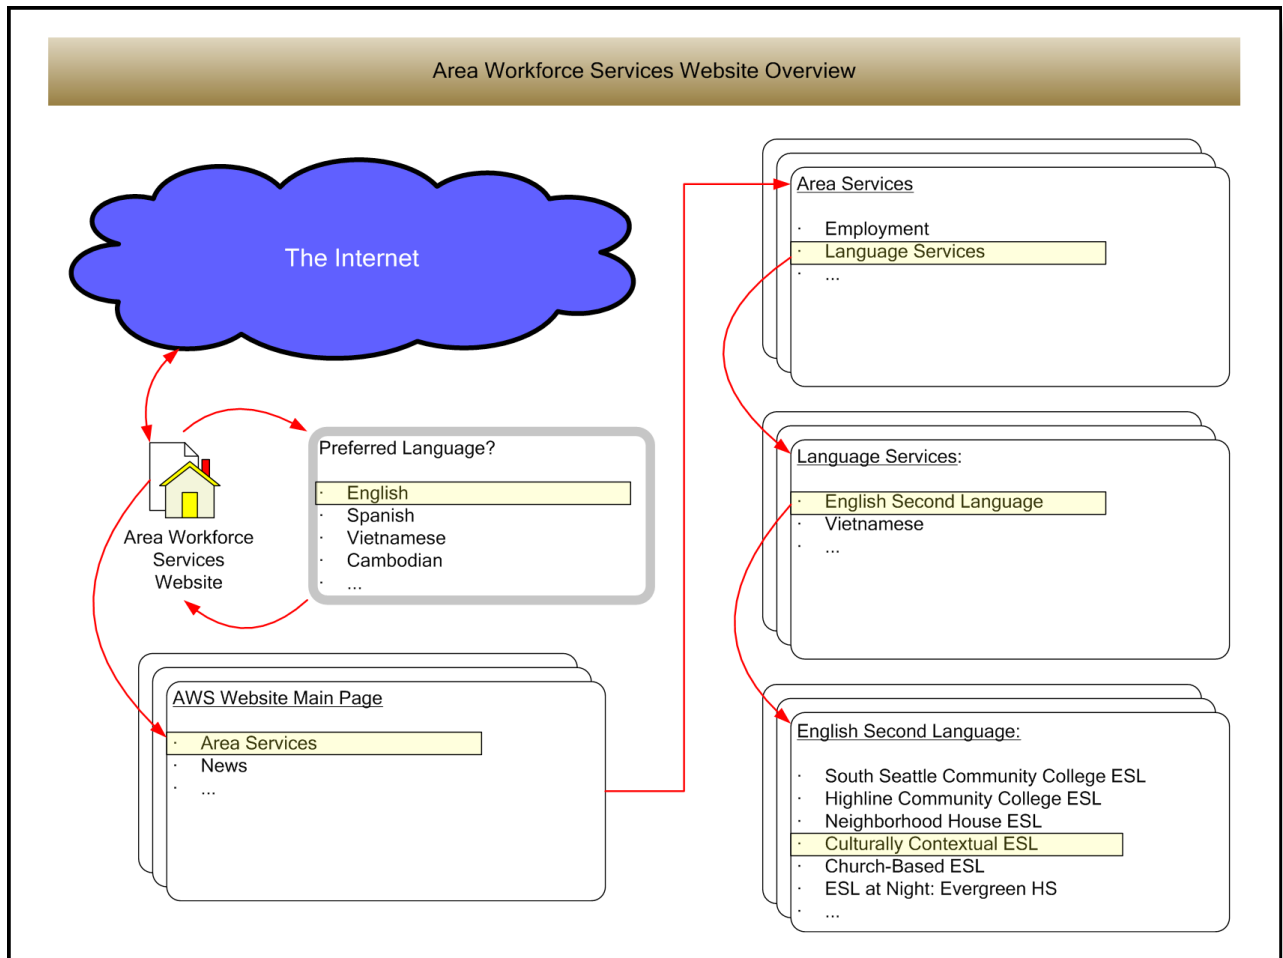 Area Workforce Services Website Overview
The Internet
Area Workforce
Services
Website
Preferred Language?
· English
· Spanish
· Vietnamese
· Cambodian
· ...
AWS Website Main Page
· Area Services
· News
· ...
Area Services
· Employment
· Language Services
· ...
Language Services:
· English Second Language
· Vietnamese
· ...
English Second Language:
· South Seattle Community College ESL
· Highline Community College ESL
· Neighborhood House ESL
· Culturally Contextual ESL
· Church-Based ESL
· ESL at Night: Evergreen HS
· ...